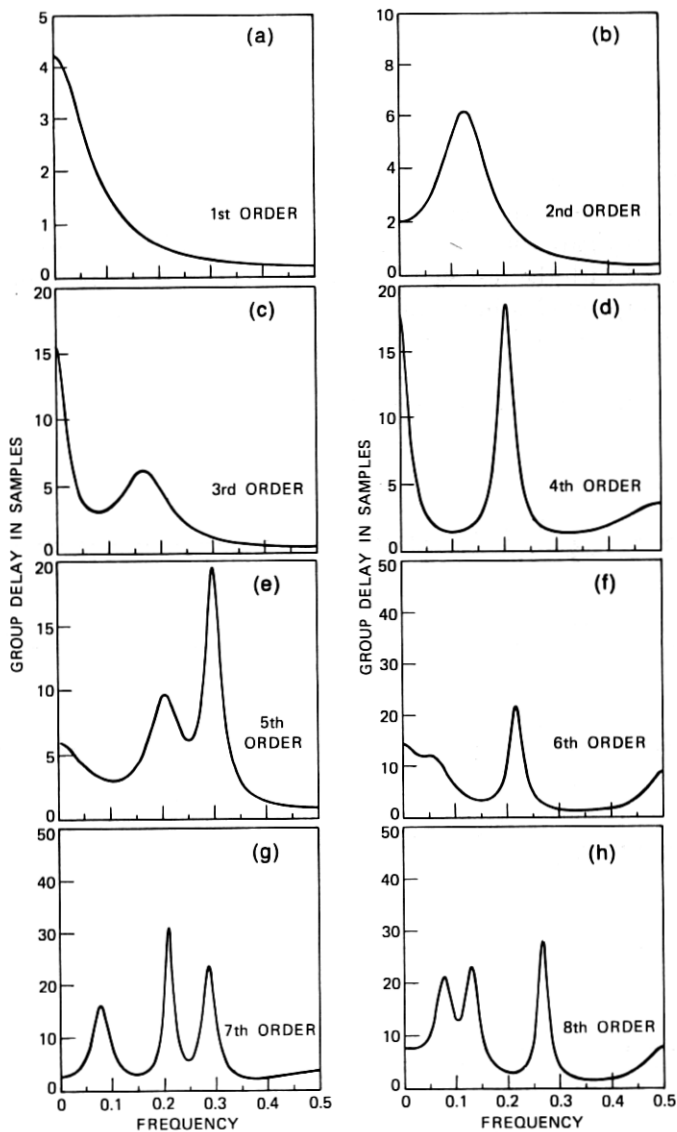 (a)
5
4
3
2
1
0
1st ORDER
(b)
10
8
6
4
2
0
2nd ORDER
(c)
20
15
10
5
0
3rd ORDER
(d)
20
15
10
5
0
4th ORDER
GROUP DELAY IN SAMPLES
GROUP DELAY IN SAMPLES
(e)
20
15
10
5
0
5th
ORDER
(f)
50
40
30
20
10
0
6th ORDER
(g)
50
40
30
20
10
0
7th ORDER
0 0.1 0.2 0.3 0.4 0.5
FREQUENCY
(h)
50
40
30
20
10
0
8th ORDER
0 0.1 0.2 0.3 0.4 0.5
FREQUENCY